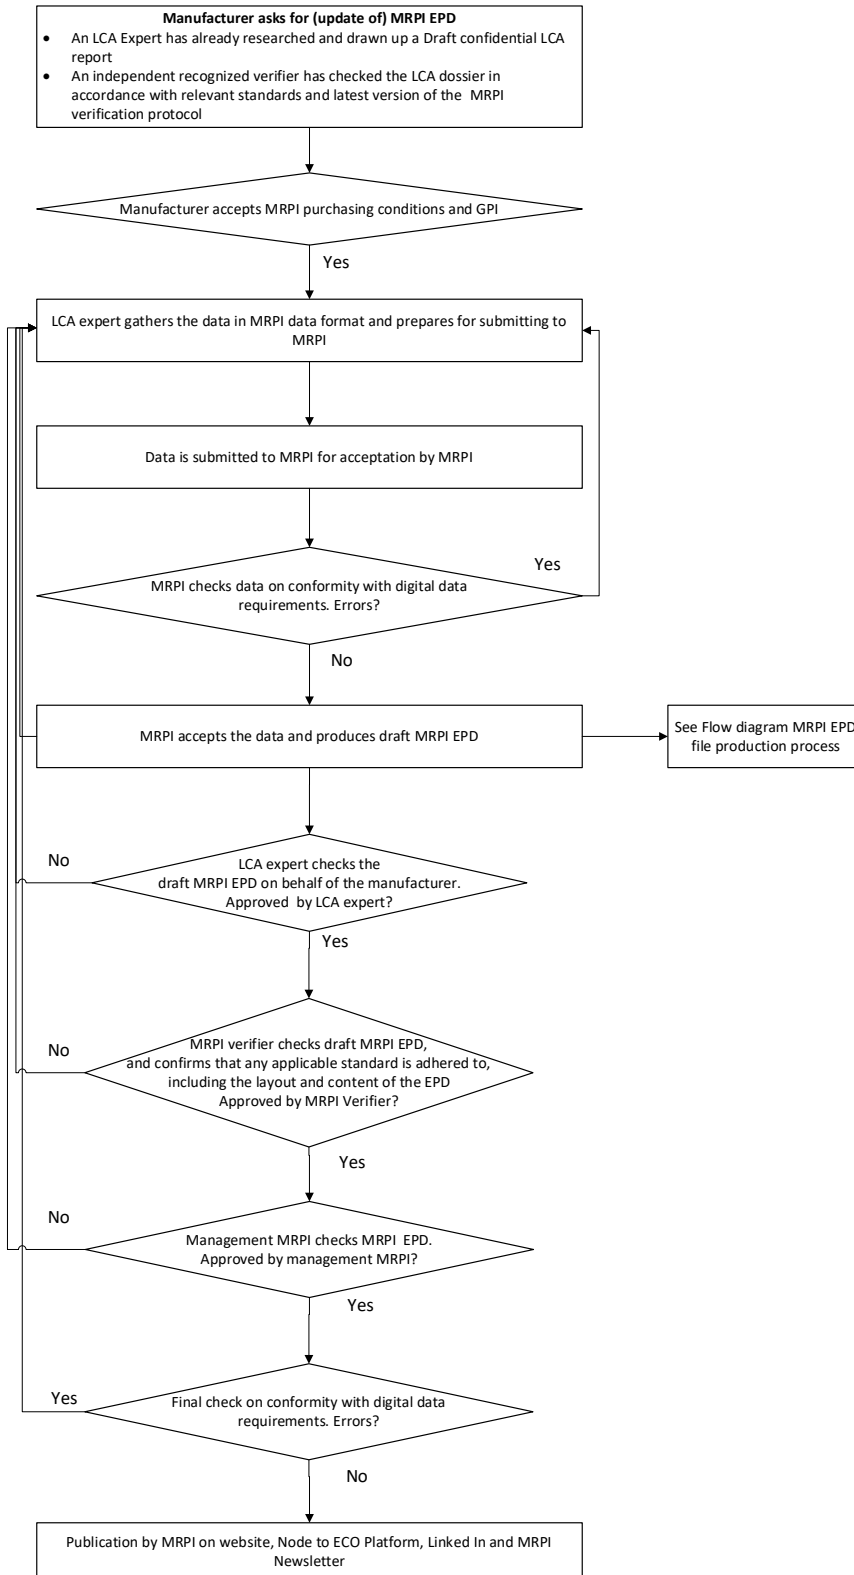 Manufacturer asks for (update of) MRPI EPD
• An LCA Expert has already researched and drawn up a Draft confidential LCA
report
• An independent recognized verifier has checked the LCA dossier in
accordance with relevant standards and latest version of the MRPI
verification protocol
Manufacturer accepts MRPI purchasing conditions and GPI
Yes
LCA expert gathers the data in MRPI data format and prepares for submitting to
MRPI
Data is submitted to MRPI for acceptation by MRPI
Yes
MRPI checks data on conformity with digital data
requirements. Errors?
No
MRPI accepts the data and produces draft MRPI EPD
See Flow diagram MRPI EPD
file production process
No
LCA expert checks the
draft MRPI EPD on behalf of the manufacturer.
Approved by LCA expert?
Yes
No
MRPI verifier checks draft MRPI EPD,
and confirms that any applicable standard is adhered to,
including the layout and content of the EPD
Approved by MRPI Verifier?
Yes
No
Management MRPI checks MRPI EPD.
Approved by management MRPI?
Yes
Yes
Final check on conformity with digital data
requirements. Errors?
No
Publication by MRPI on website, Node to ECO Platform, Linked In and MRPI
Newsletter